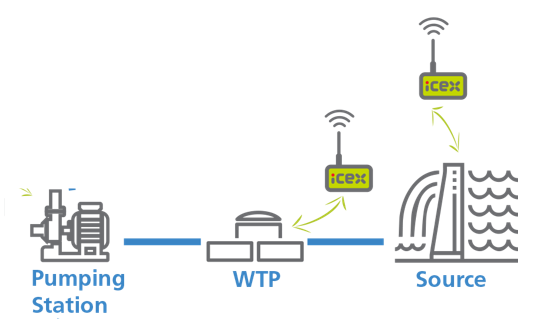 icex
icex
Pumping
Station
WTP
Source